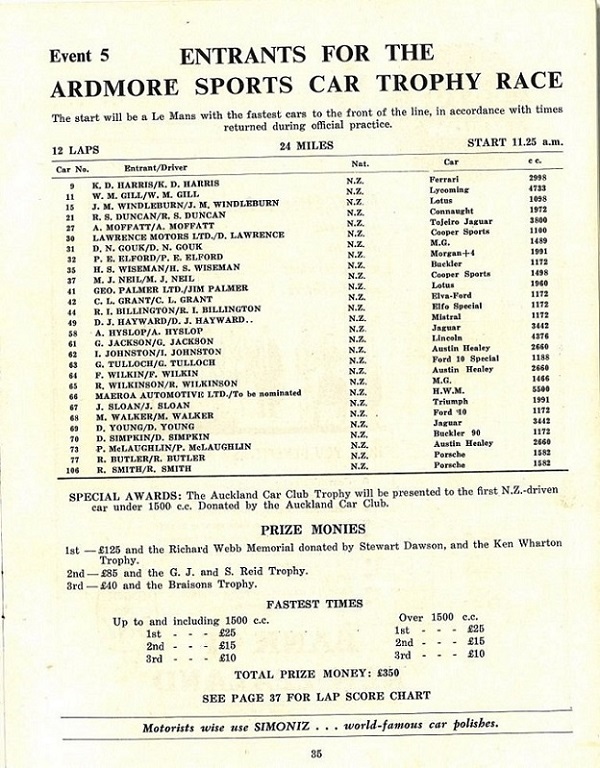 Event 5 ENTRANTS FOR THE
ARDMORE SPORTS CAR TROPHY RACE
The start will be a Le Mans with the fastest cars to the front of the line, in accordance with times
returned during official practice.
12 LAPS 24 MILES START 11.25 a.m.
Car No. Entrant/Driver Nat. Car c c.
9 K. D. HARRIS/K. D. HARRIS N.Z. Ferrari 2998
11 W. M. GILL/W. M. GILL N.Z. Lycoming 4733
15 J. M. WINDLEBURN/J. M. WINDLEBURN N.Z. Lotus 1098
21 R. S. DUNCAN/R. S. DUNCAN N.Z. Connaught 1972
27 A. MOFFATT/A. MOFFATT N.Z. Tojeiro Jaguar 3800
30 LAWRENCE MOTORS LTD./D. LAWRENCE N.Z. Cooper Sports 1100
31 D. N. GOUK/D. N. GOUK N.Z. M.G. 1489
32 P. E. ELFORD/P. E. ELFORD N.Z. Morgan+4 1991
35 H. S. WISEMAN/H. S. WISEMAN N.Z. Buckler 1172
37 M. J. NEIL/M. J. NEIL N.Z. Cooper Sports 1498
41 GEO. PALMER LTD./JIM PALMER N.Z. Lotus 1960
42 C. L. GRANT/C. L. GRANT N.Z. Elva-Ford 1172
44 R. I. BILLINGTON/R. I. BILLINGTON N.Z. Elfo Special 1172
49 D. J. HAYWARD/D. J. HAYWARD.. N.Z. Mistral 1172
58 A. HYSLOP/A. HYSLOP N.Z. Jaguar 3442
61 G. JACKSON/G. JACKSON N.Z. Lincoln 4376
62 I. JOHNSTON/I. JOHNSTON N.Z. Austin Healey 2660
63 G. TULLOCH/G. TULLOCH N.Z. Ford 10 Special 1188
64 F. WILKIN/F. WILKIN N.Z. Austin Healey 2660
65 R. WILKINSON/R. WILKINSON N.Z. M.G. 1466
66 MAEROA AUTOMOTIVE LTD./To be nominated N.Z. H.W.M. 5500
67 J. SLOAN/J. SLOAN N.Z. Triumph 1991
68 M. WALKER/M. WALKER N.Z. Ford 10 1172
69 D. YOUNG/D. YOUNG N.Z. Jaguar 3442
70 D. SIMPKIN/D. SIMPKIN N.Z. Buckler 90 1172
73 P. McLAUGHLIN/P. McLAUGHLIN N.Z. Austin Healey 2660
77 R. BUTLER/R. BUTLER N.Z. Porsche 1582
106 R. SMITH/R. SMITH N.Z. Porsche 1582
SPECIAL AWARDS: The Auckland Car Club Trophy will be presented to the first N.Z.-driven
car under 1500 c.c. Donated by the Auckland Car Club.
PRIZE MONIES
1st — £125 and the Richard Webb Memorial donated by Stewart Dawson, and the Ken Wharton
Trophy.
2nd — £85 and the G. J. and S. Reid Trophy.
3rd — £40 and the Braisons Trophy.
FASTEST TIMES
Up to and including 1500 c.c. Over 1500 c.c.
1st - - - £25 1st - - - £25
2nd - - - £15 2nd - - - £15
3rd - - - £10 3rd - - - £10
TOTAL PRIZE MONEY: £350
SEE PAGE 37 FOR LAP SCORE CHART
Motorists wise use SIMONIZ . . . world-famous car polishes.
35